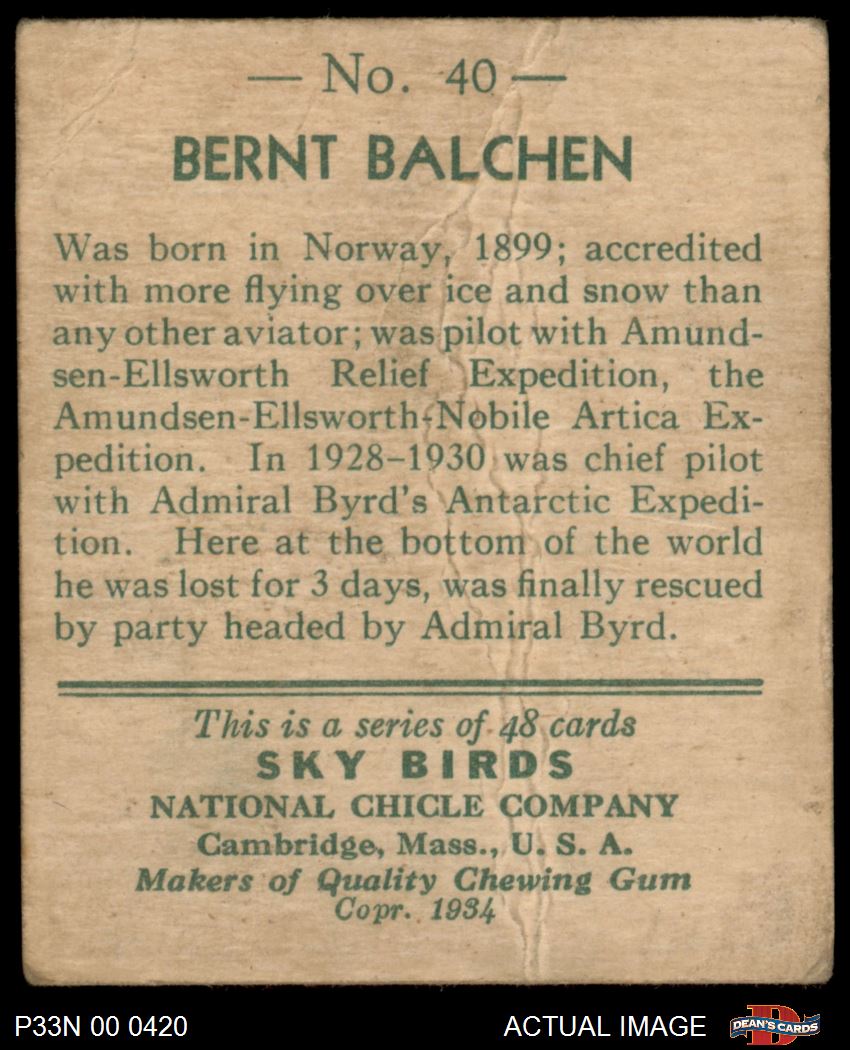 — No. 40 —
BERNT BALCHEN
Was born in Norway, 1899; accredited
with more flying over ice and snow than
any other aviator; was pilot with Amund-
sen-Ellsworth Relief Expedition, the
Amundsen-Ellsworth-Nobile Artica Ex-
pedition. In 1928–1930 was chief pilot
with Admiral Byrd's Antarctic Expedi-
tion. Here at the bottom of the world
he was lost for 3 days, was finally rescued
by party headed by Admiral Byrd.
This is a series of 48 cards
SKY BIRDS
NATIONAL CHICLE COMPANY
Cambridge, Mass., U. S. A.
Makers of Quality Chewing Gum
Copr. 1934
P33N 00 0420
ACTUAL IMAGE
D
DEAN'S CARDS